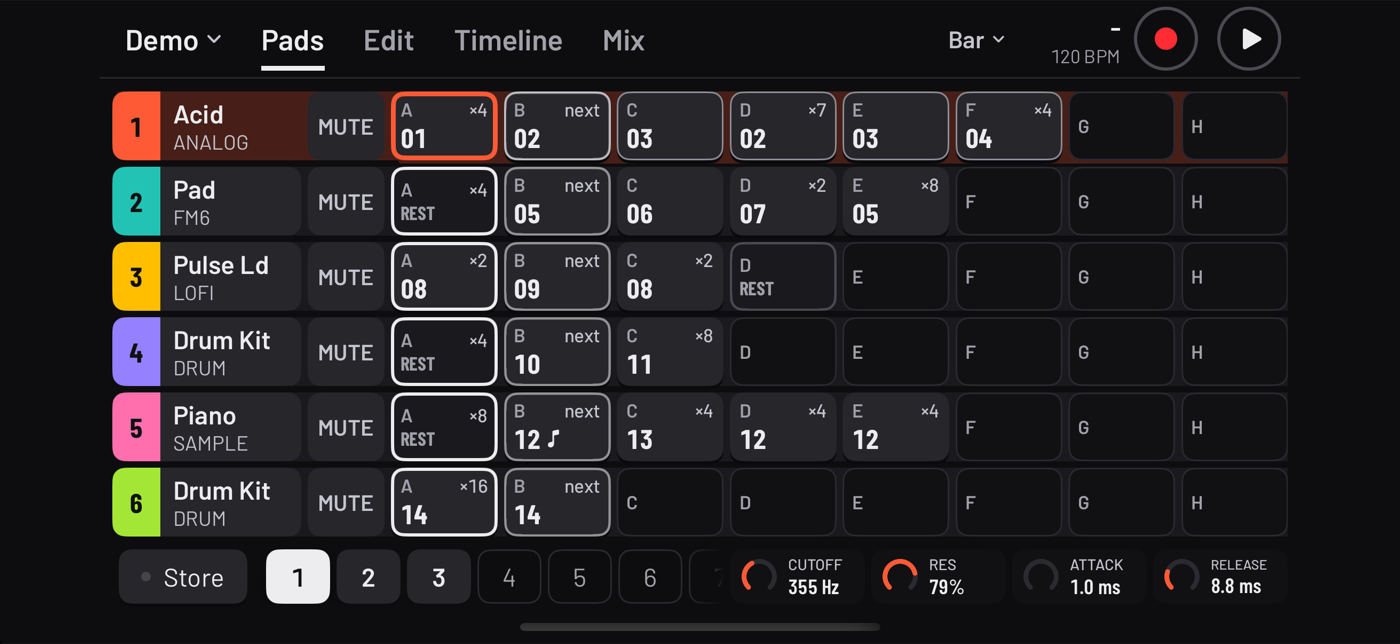 Demo Pads Edit Timeline Mix Bar - 120 BPM
1 Acid ANALOG MUTE A ×4 01 B next 02 C 03 D ×7 02 E 03 F ×4 04 G H
2 Pad FM6 MUTE A ×4 REST B next 05 C 06 D ×2 07 E ×8 05 F G H
3 Pulse Ld LOFI MUTE A ×2 08 B next 09 C ×2 08 D REST E F G H
4 Drum Kit DRUM MUTE A ×4 REST B next 10 C ×8 11 D E F G H
5 Piano SAMPLE MUTE A ×8 REST B next 12 ♪ C ×4 13 D ×4 12 E ×4 12 F G H
6 Drum Kit DRUM MUTE A ×16 14 B next 14 C D E F G H
Store 1 2 3 4 5 6 7 CUTOFF 355 Hz RES 79% ATTACK 1.0 ms RELEASE 8.8 ms